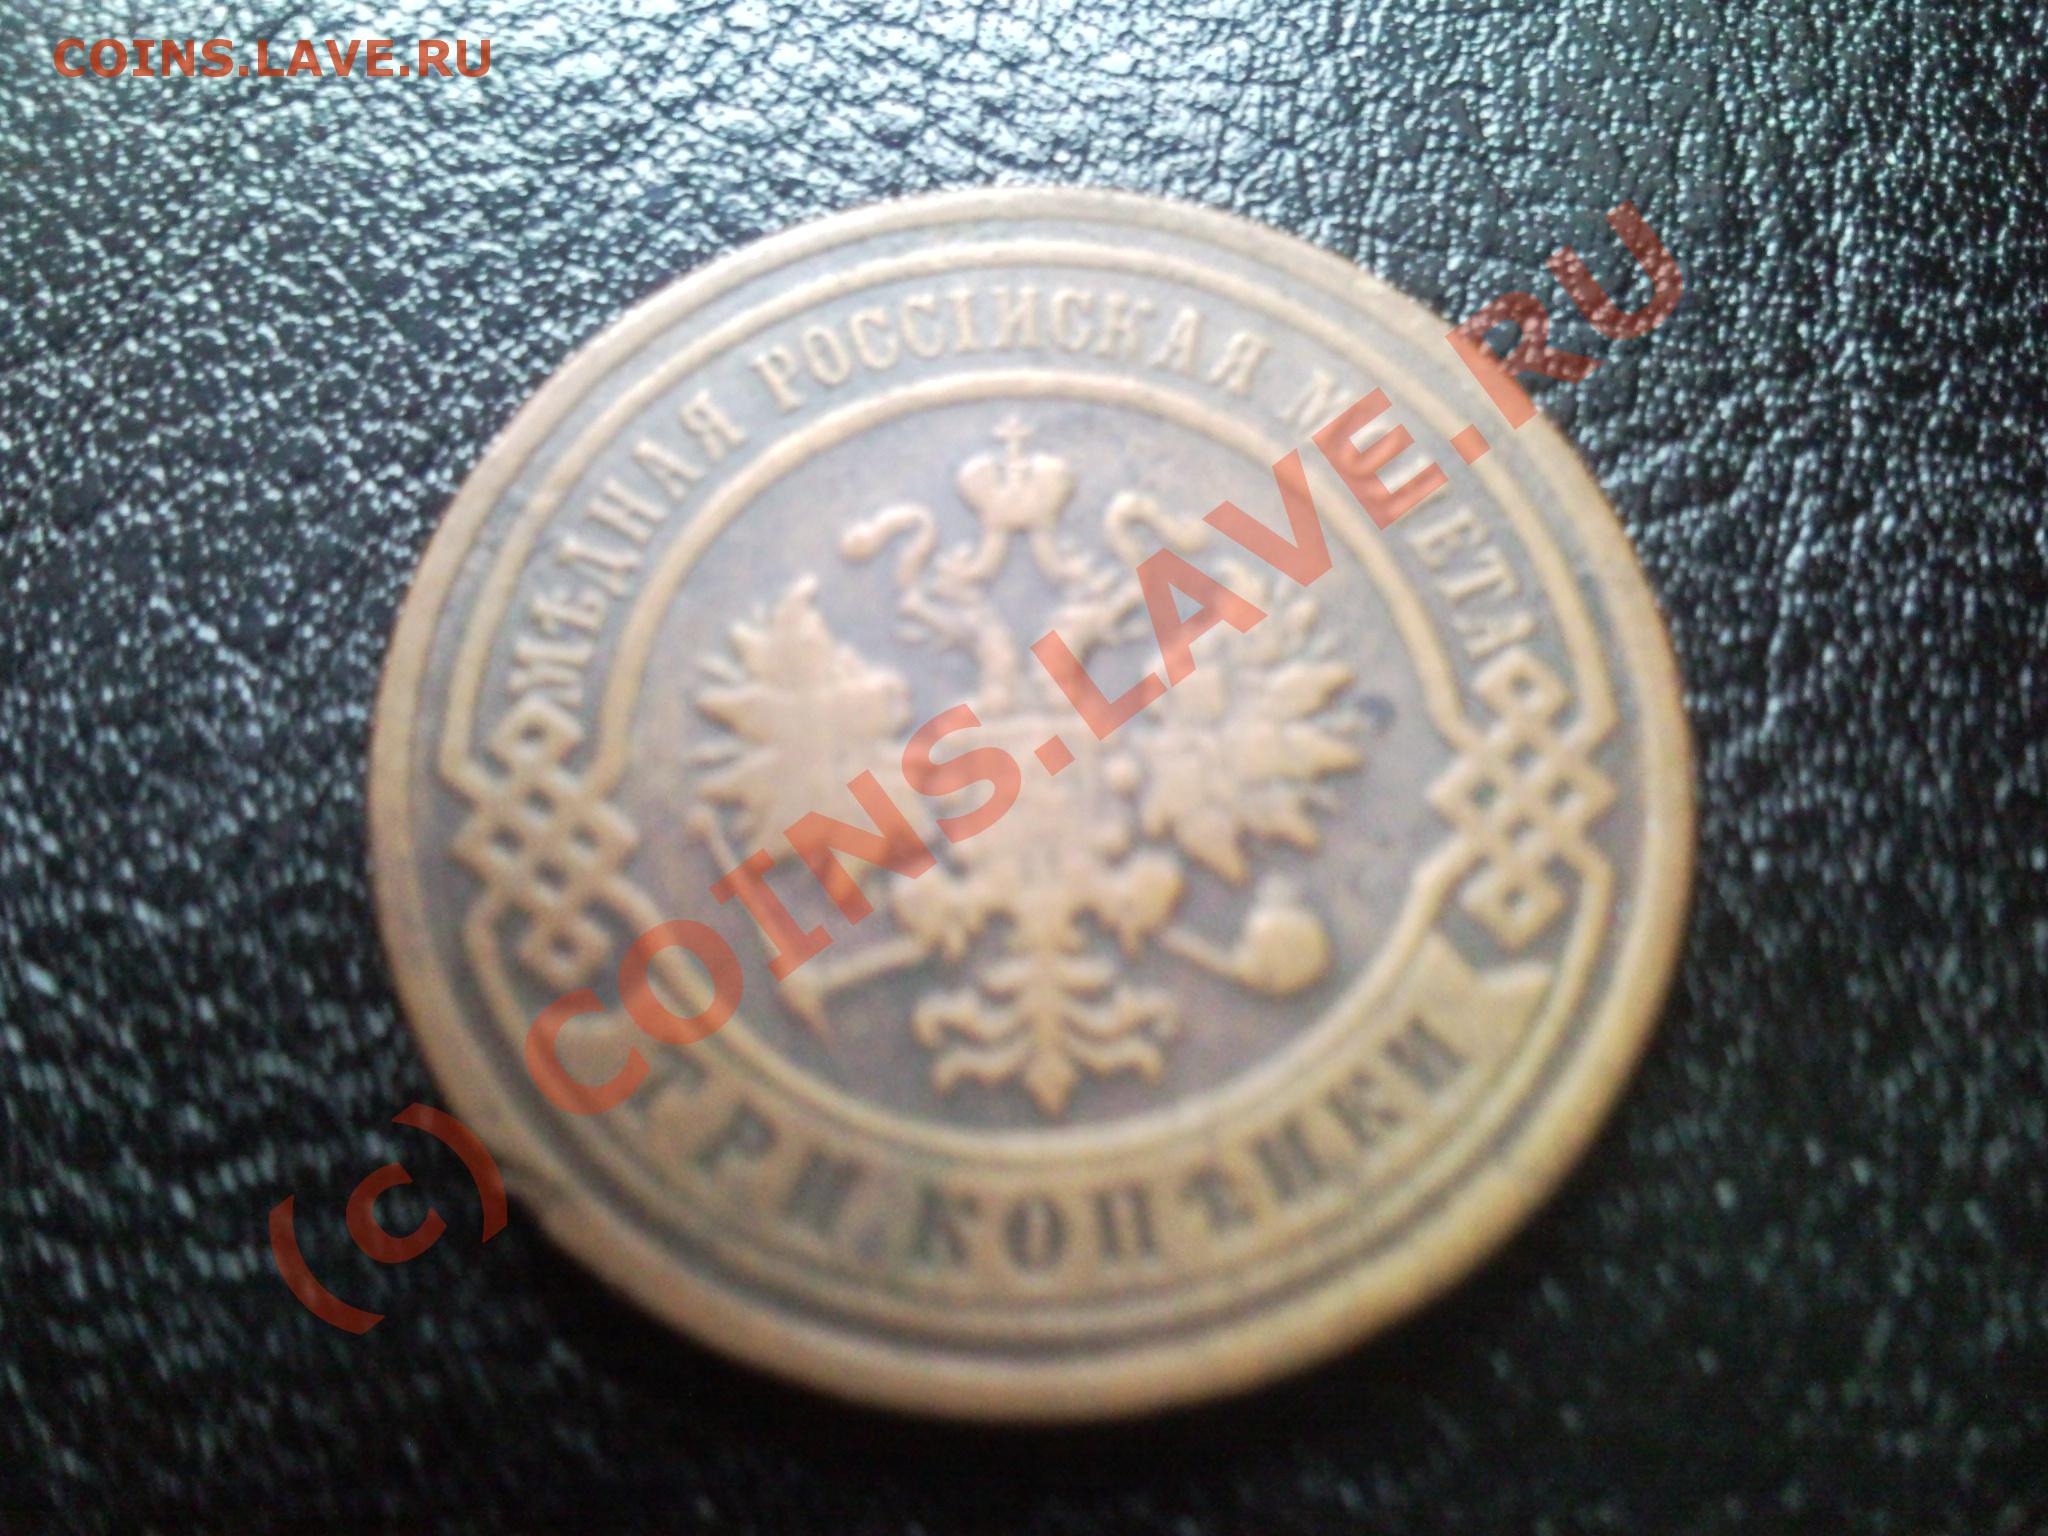 COINS.LAVE.RU
МѢДНАЯ РОССІЙСКАЯ МОНЕТА
ТРИ КОПѢЙКИ
(c) COINS.LAVE.RU